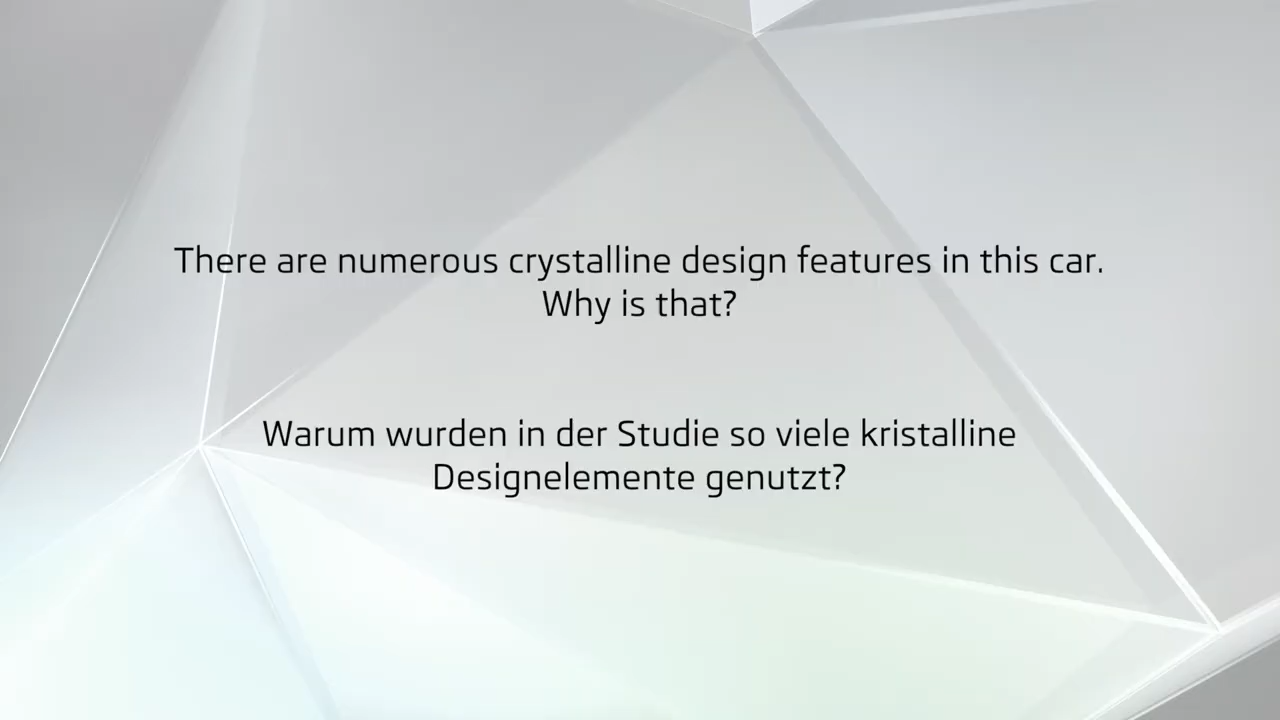 There are numerous crystalline design features in this car.
Why is that?
Warum wurden in der Studie so viele kristalline
Designelemente genutzt?